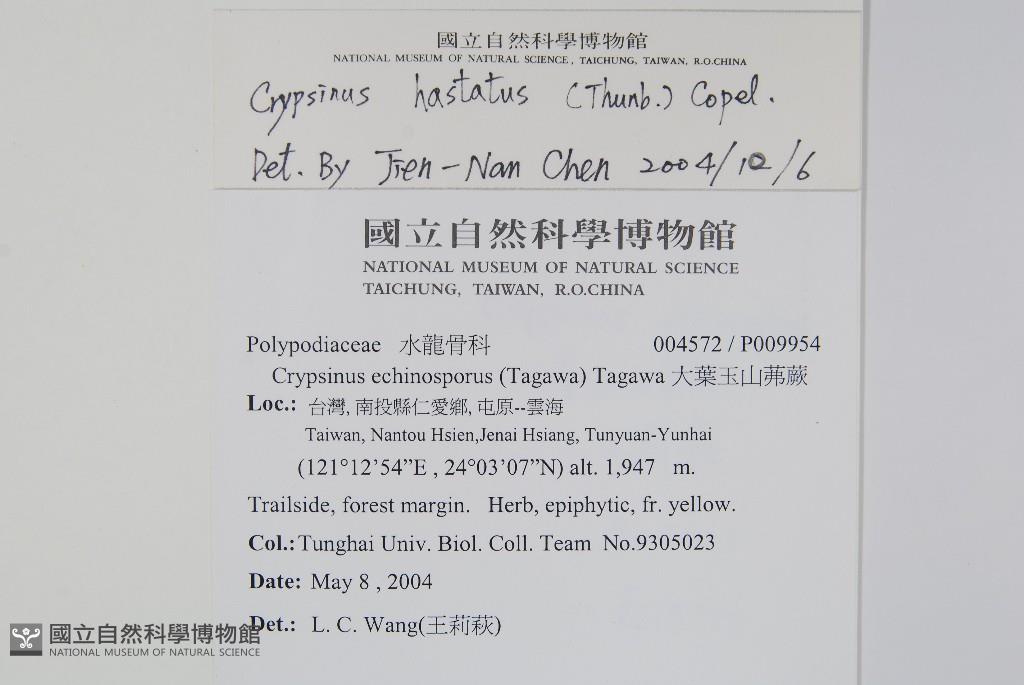 國立自然科學博物館
NATIONAL MUSEUM OF NATURAL SCIENCE, TAICHUNG, TAIWAN, R.O.CHINA
Crypsinus hastatus (Thunb.) Copel.
Det. By Jien-Nan Chen 2004/10/6
國立自然科學博物館
NATIONAL MUSEUM OF NATURAL SCIENCE
TAICHUNG, TAIWAN, R.O.CHINA
Polypodiaceae 水龍骨科 004572 / P009954
Crypsinus echinosporus (Tagawa) Tagawa 大葉玉山茀蕨
Loc.: 台灣, 南投縣仁愛鄉, 屯原--雲海
Taiwan, Nantou Hsien,Jenai Hsiang, Tunyuan-Yunhai
(121°12’54”E , 24°03’07”N) alt. 1,947 m.
Trailside, forest margin. Herb, epiphytic, fr. yellow.
Col.: Tunghai Univ. Biol. Coll. Team No.9305023
Date: May 8 , 2004
Det.: L. C. Wang(王莉萩)
國立自然科學博物館
NATIONAL MUSEUM OF NATURAL SCIENCE